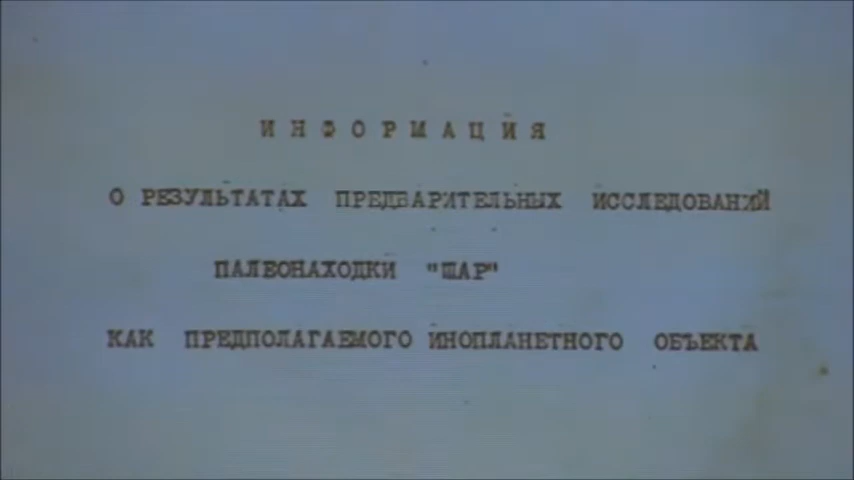 ИНФОРМАЦИЯ
О РЕЗУЛЬТАТАХ ПРЕДВАРИТЕЛЬНЫХ ИССЛЕДОВАНИЙ
ПАЛЕОНАХОДКИ "ШАР"
КАК ПРЕДПОЛАГАЕМОГО ИНОПЛАНЕТНОГО ОБЪЕКТА